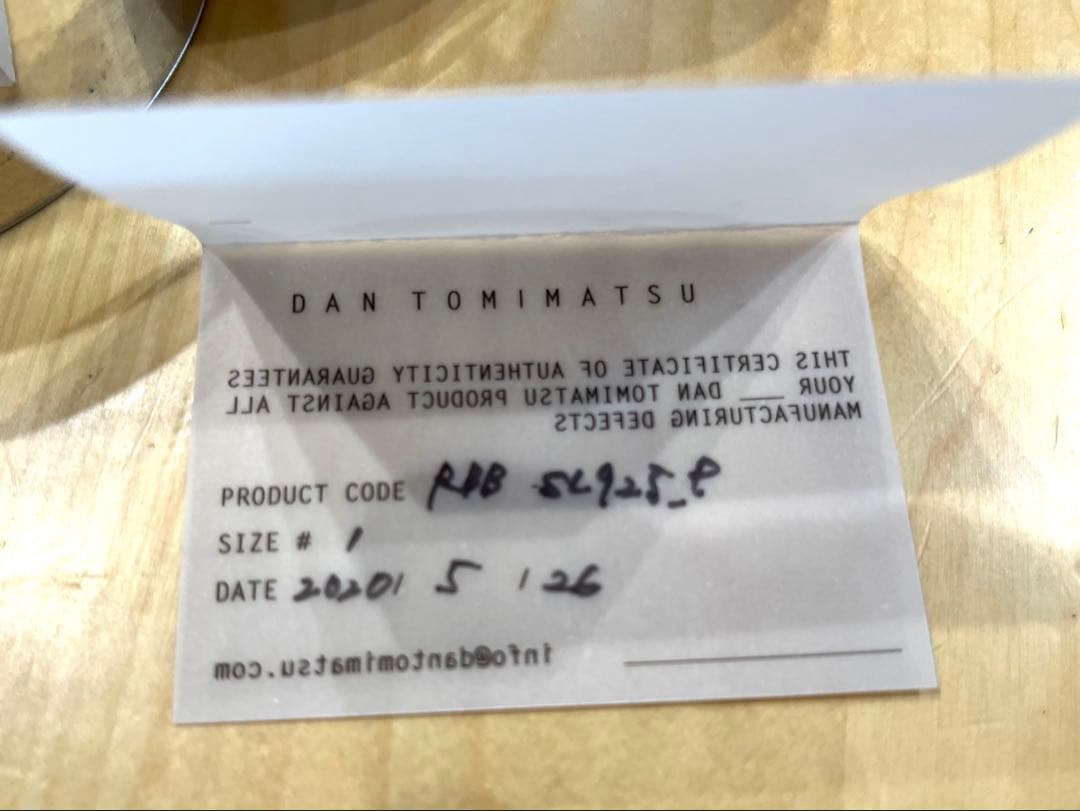 DAN TOMIMATSU
THIS CERTIFICATE OF AUTHENTICITY GUARANTEES
YOUR ___ DAN TOMIMATSU PRODUCT AGAINST ALL
MANUFACTURING DEFECTS
PRODUCT CODE SL925_P
SIZE # 1
DATE 2020/ 5 / 26
info@dantomimatsu.com